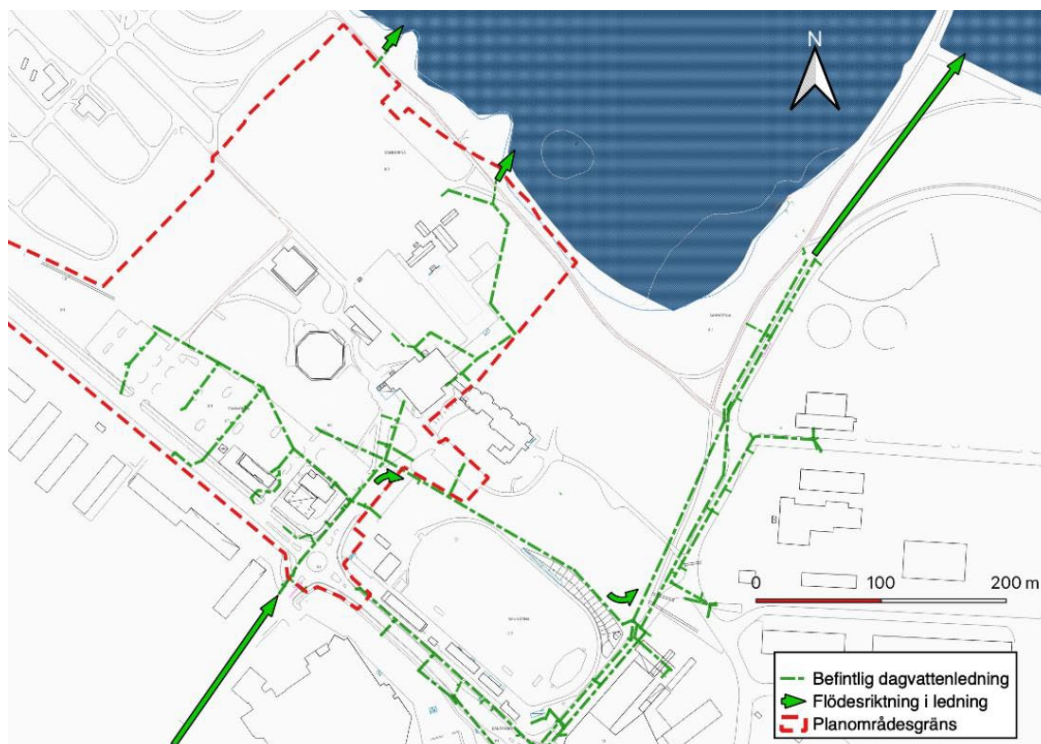 N
0 100 200 m
Befintlig dagvattenledning
Flödesriktning i ledning
Planområdesgräns